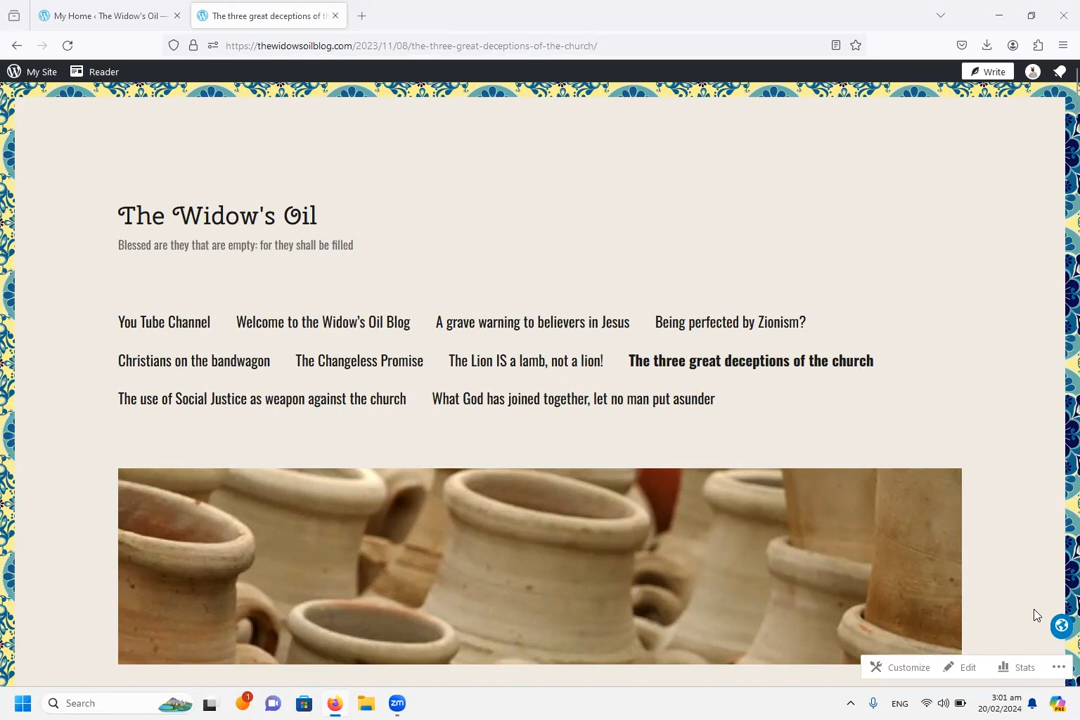 My Home ‹ The Widow's Oil —
The three great deceptions of t
https://thewidowsoilblog.com/2023/11/08/the-three-great-deceptions-of-the-church/
My Site Reader Write
The Widow's Oil
Blessed are they that are empty: for they shall be filled
You Tube Channel Welcome to the Widow’s Oil Blog A grave warning to believers in Jesus Being perfected by Zionism?
Christians on the bandwagon The Changeless Promise The Lion IS a lamb, not a lion! The three great deceptions of the church
The use of Social Justice as weapon against the church What God has joined together, let no man put asunder
Customize Edit Stats
Search 1 zm ENG 3:01 am
20/02/2024 PRE